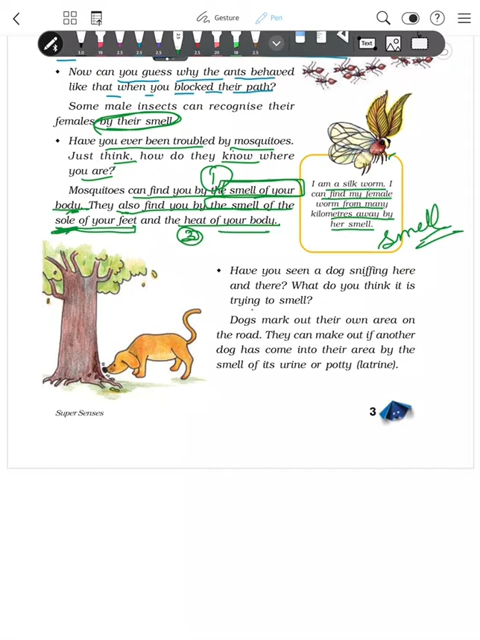 Gesture
Pen
Text
• Now can you guess why the ants behaved
like that when you blocked their path?
Some male insects can recognise their
females by their smell.
• Have you ever been troubled by mosquitoes.
Just think, how do they know where
you are?
1
Mosquitoes can find you by the smell of your
body. They also find you by the smell of the
sole of your feet and the heat of your body.
2
I am a silk worm. I
can find my female
worm from many
kilometres away by
her smell.
smell
• Have you seen a dog sniffing here
and there? What do you think it is
trying to smell?
Dogs mark out their own area on
the road. They can make out if another
dog has come into their area by the
smell of its urine or potty (latrine).
Super Senses
3